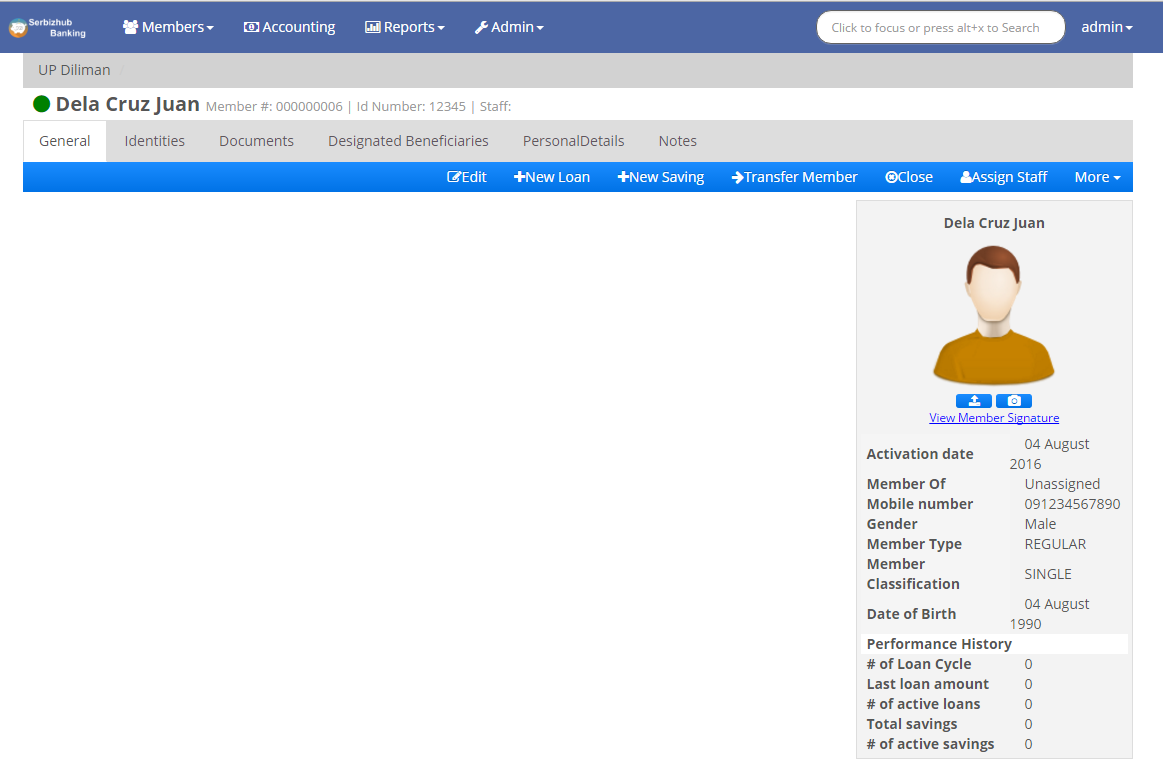 Serbizhub Banking Members Accounting Reports Admin Click to focus or press alt+x to Search admin
UP Diliman /
Dela Cruz Juan Member #: 000000006 | Id Number: 12345 | Staff:
General Identities Documents Designated Beneficiaries PersonalDetails Notes
Edit New Loan New Saving Transfer Member Close Assign Staff More
Dela Cruz Juan
View Member Signature
Activation date 04 August 2016
Member Of Unassigned
Mobile number 091234567890
Gender Male
Member Type REGULAR
Member Classification SINGLE
Date of Birth 04 August 1990
Performance History
# of Loan Cycle 0
Last loan amount 0
# of active loans 0
Total savings 0
# of active savings 0